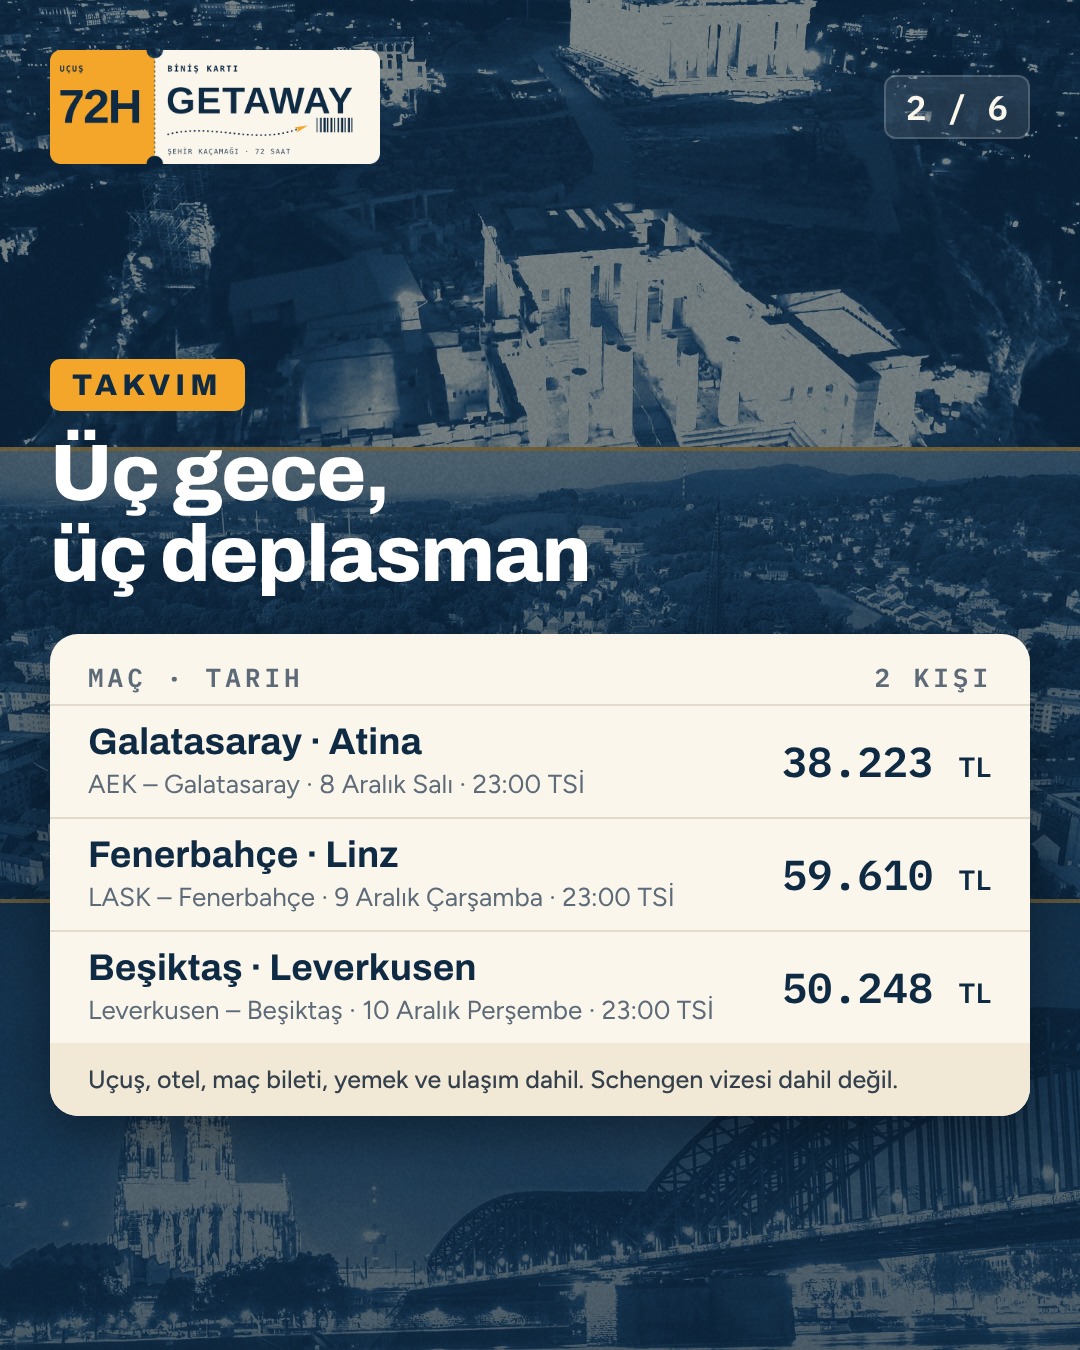 UÇUŞ
72H
BİNİŞ KARTI
GETAWAY
ŞEHİR KAÇAMAĞI · 72 SAAT
2 / 6
TAKVIM
Üç gece,
üç deplasman
MAÇ · TARIH
2 KIŞI
Galatasaray · Atina
AEK – Galatasaray · 8 Aralık Salı · 23:00 TSİ
38.223 TL
Fenerbahçe · Linz
LASK – Fenerbahçe · 9 Aralık Çarşamba · 23:00 TSİ
59.610 TL
Beşiktaş · Leverkusen
Leverkusen – Beşiktaş · 10 Aralık Perşembe · 23:00 TSİ
50.248 TL
Uçuş, otel, maç bileti, yemek ve ulaşım dahil. Schengen vizesi dahil değil.